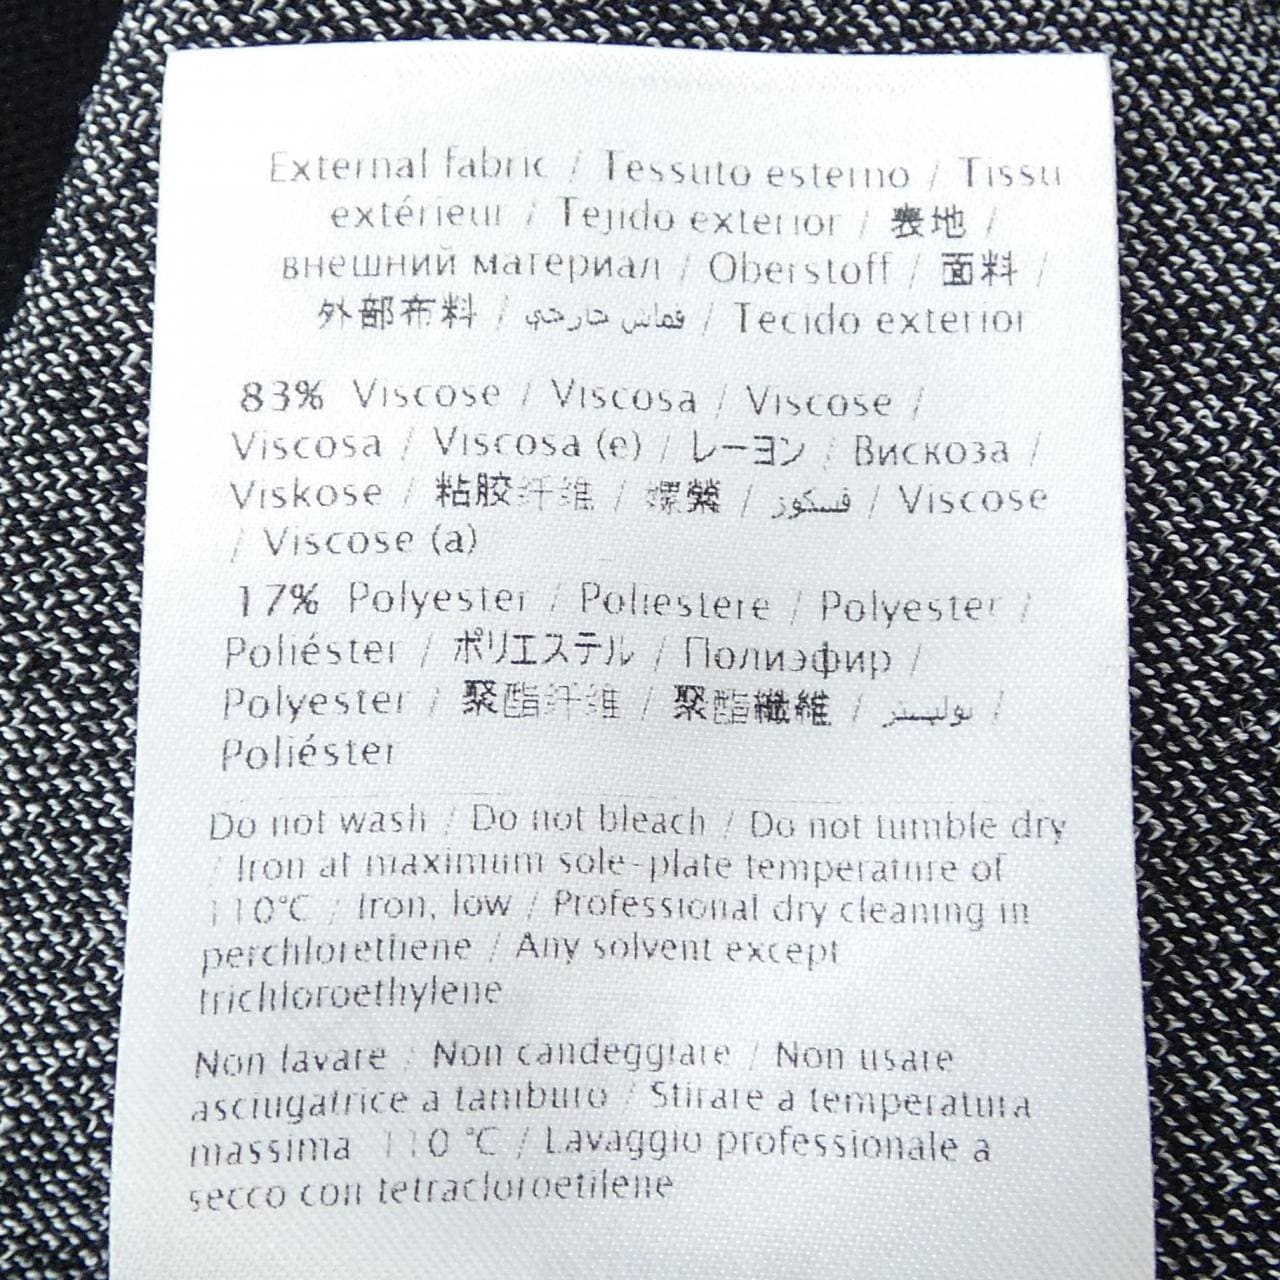 External fabric / Tessuto esterno / Tissu
extérieur / Tejido exterior / 表地 /
внешний материал / Oberstoff / 面料 /
外部布料 / قماش خارجي / Tecido exterior
83% Viscose / Viscosa / Viscose /
Viscosa / Viscosa (e) / レーヨン / Вискоза /
Viskose / 粘胶纤维 / 嫘縈 / فسكوز / Viscose
/ Viscose (a)
17% Polyester / Poliestere / Polyester /
Poliéster / ポリエステル / Полиэфир /
Polyester / 聚酯纤维 / 聚酯纖維 / بوليستر /
Poliéster
Do not wash / Do not bleach / Do not tumble dry
/ Iron at maximum sole-plate temperature of
110°C / Iron, low / Professional dry cleaning in
perchlorethene / Any solvent except
trichloroethylene
Non lavare / Non candeggiare / Non usare
asciugatrice a tamburo / Stirare a temperatura
massima 110 °C / Lavaggio professionale a
secco con tetracloroetilene